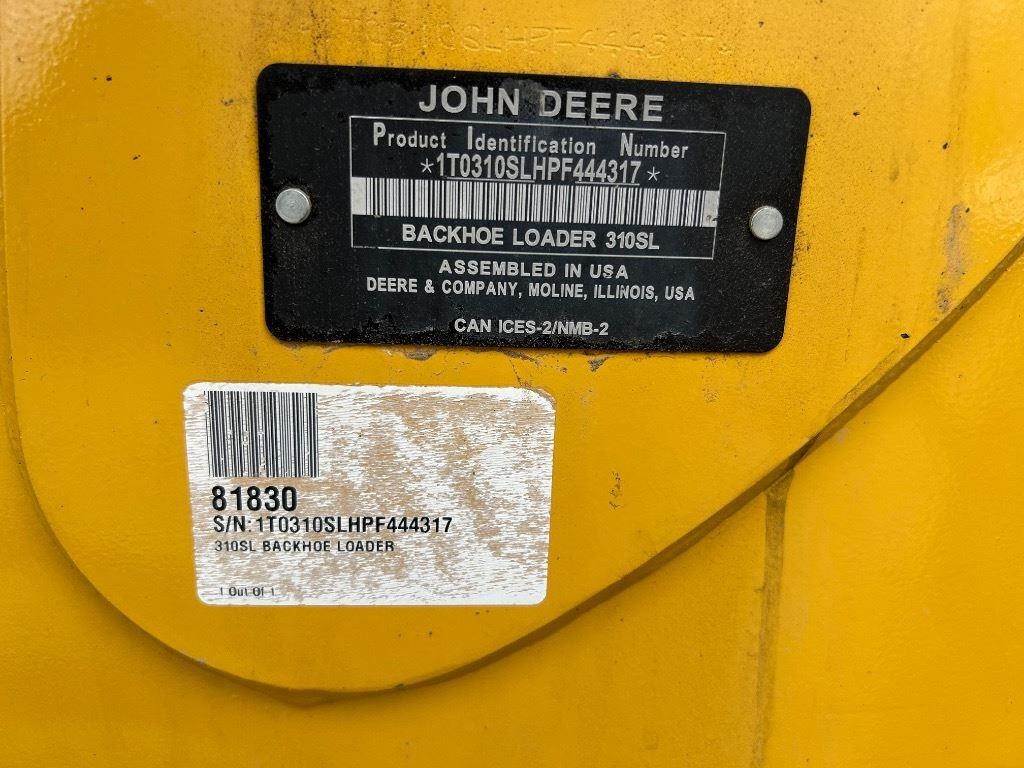 JOHN DEERE
Product Identification Number
*1T0310SLHPF444317*
BACKHOE LOADER 310SL
ASSEMBLED IN USA
DEERE & COMPANY, MOLINE, ILLINOIS, USA
CAN ICES-2/NMB-2
81830
S/N: 1T0310SLHPF444317
310SL BACKHOE LOADER
1 Out Of 1